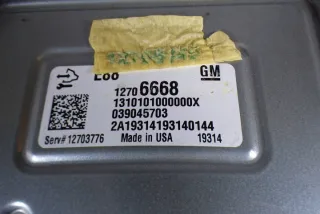 E88
GM
12706668
1310101000000X
039045703
2A19314193140144
Serv# 12703776 Made in USA 19314